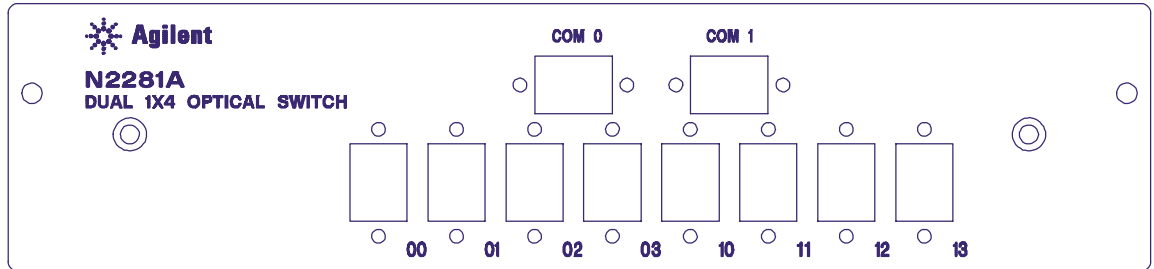 Agilent
COM 0 COM 1
N2281A
DUAL 1X4 OPTICAL SWITCH
00 01 02 03 10 11 12 13